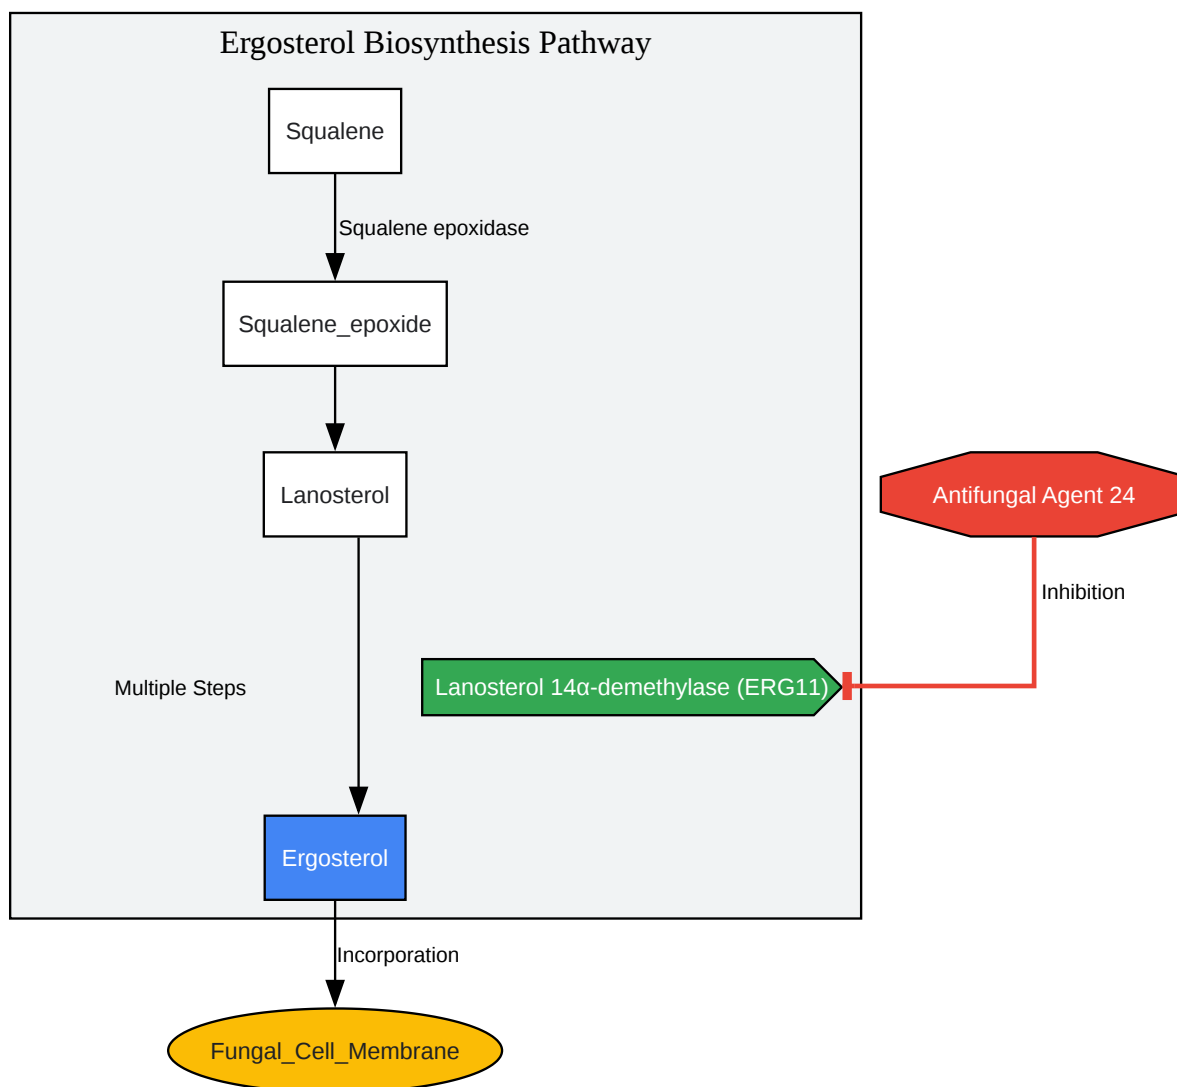 Ergosterol Biosynthesis Pathway
Squalene
Squalene epoxidase
Squalene_epoxide
Lanosterol
Antifungal Agent 24
Inhibition
Multiple Steps
Lanosterol 14α-demethylase (ERG11)
Ergosterol
Incorporation
Fungal_Cell_Membrane